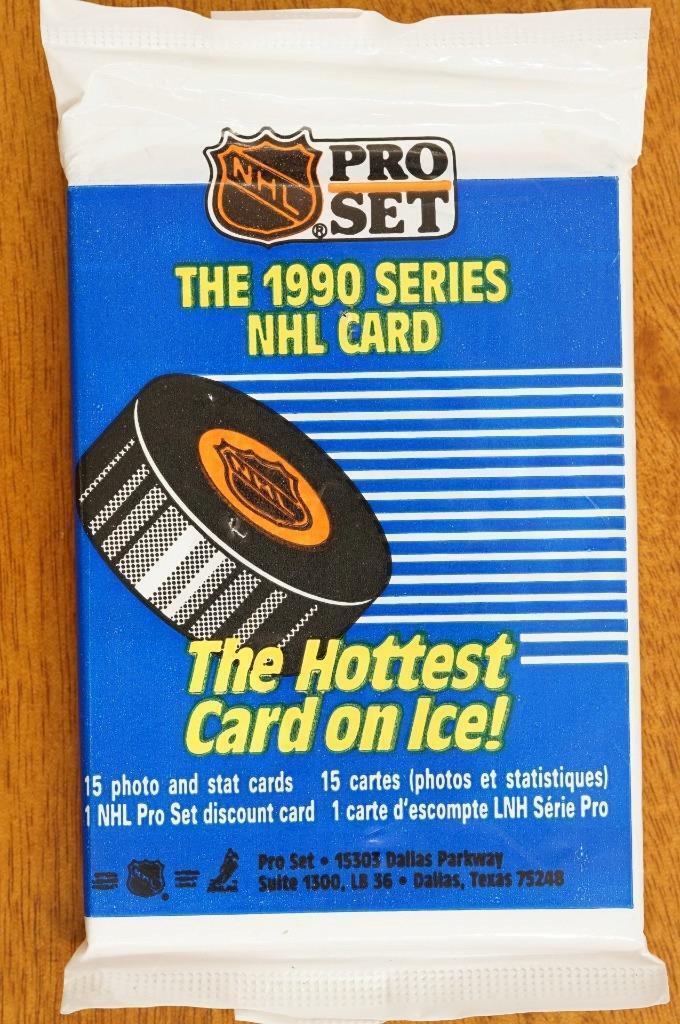 NHL
PRO
SET
®
THE 1990 SERIES
NHL CARD
NHL
The Hottest
Card on Ice!
15 photo and stat cards 15 cartes (photos et statistiques)
1 NHL Pro Set discount card 1 carte d'escompte LNH Série Pro
Pro Set • 15303 Dallas Parkway
Suite 1300, LB 36 • Dallas, Texas 75248